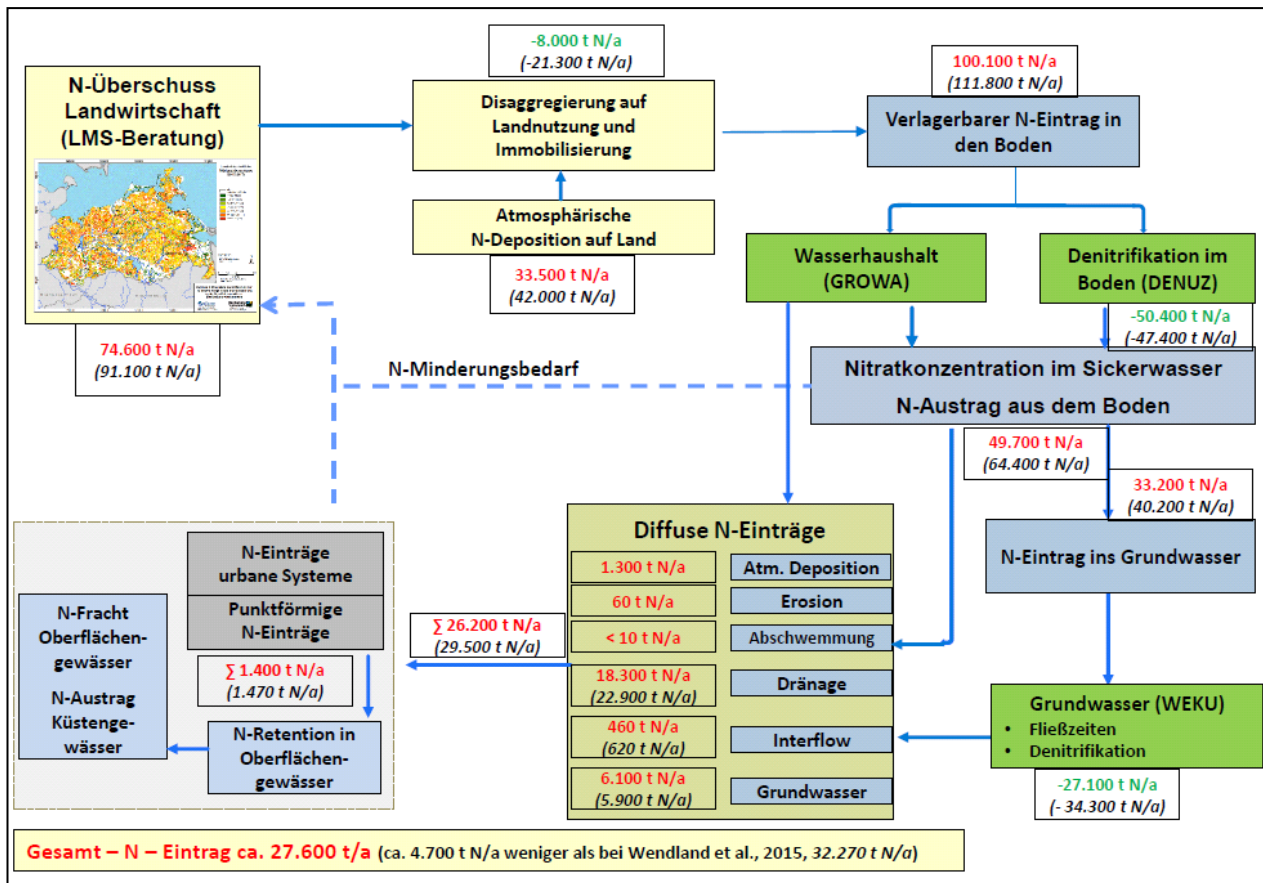 N-Überschuss
Landwirtschaft
(LMS-Beratung)
74.600 t N/a
(91.100 t N/a)
-8.000 t N/a
(-21.300 t N/a)
Disaggregierung auf
Landnutzung und
Immobilisierung
Atmosphärische
N-Deposition auf Land
33.500 t N/a
(42.000 t N/a)
100.100 t N/a
(111.800 t N/a)
Verlagerbarer N-Eintrag in
den Boden
Wasserhaushalt
(GROWA)
Denitrifikation im
Boden (DENUZ)
-50.400 t N/a
(-47.400 t N/a)
N-Minderungsbedarf
Nitratkonzentration im Sickerwasser
N-Austrag aus dem Boden
49.700 t N/a
(64.400 t N/a)
33.200 t N/a
(40.200 t N/a)
N-Eintrag ins Grundwasser
Grundwasser (WEKU)
• Fließzeiten
• Denitrifikation
-27.100 t N/a
(- 34.300 t N/a)
Diffuse N-Einträge
1.300 t N/a Atm. Deposition
60 t N/a Erosion
< 10 t N/a Abschwemmung
18.300 t N/a
(22.900 t N/a)
Dränage
460 t N/a
(620 t N/a)
Interflow
6.100 t N/a
(5.900 t N/a)
Grundwasser
∑ 26.200 t N/a
(29.500 t N/a)
N-Einträge
urbane Systeme
Punktförmige
N-Einträge
∑ 1.400 t N/a
(1.470 t N/a)
N-Retention in
Oberflächen-
gewässer
N-Fracht
Oberflächen-
gewässer
N-Austrag
Küstenge-
wässer
Gesamt – N – Eintrag ca. 27.600 t/a (ca. 4.700 t N/a weniger als bei Wendland et al., 2015, 32.270 t N/a)